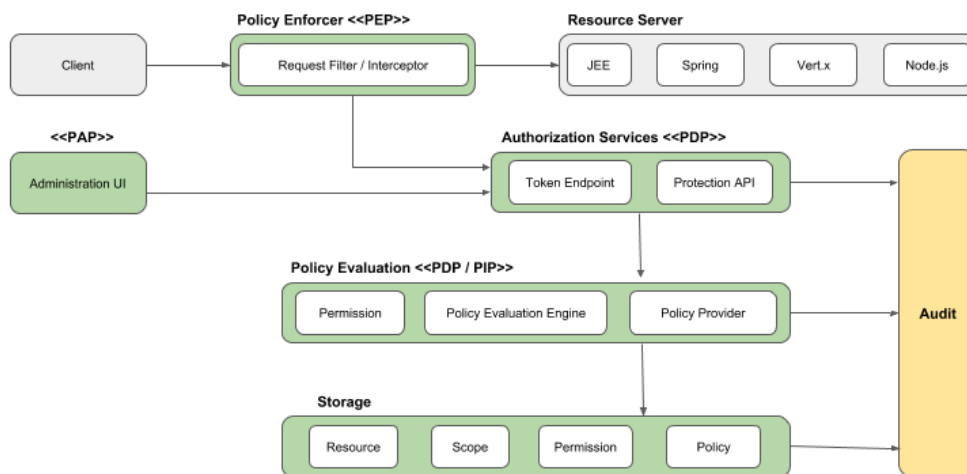 Policy Enforcer <<PEP>>
Resource Server
Client
Request Filter / Interceptor
JEE
Spring
Vert.x
Node.js
<<PAP>>
Authorization Services <<PDP>>
Administration UI
Token Endpoint
Protection API
Policy Evaluation <<PDP / PIP>>
Permission
Policy Evaluation Engine
Policy Provider
Audit
Storage
Resource
Scope
Permission
Policy